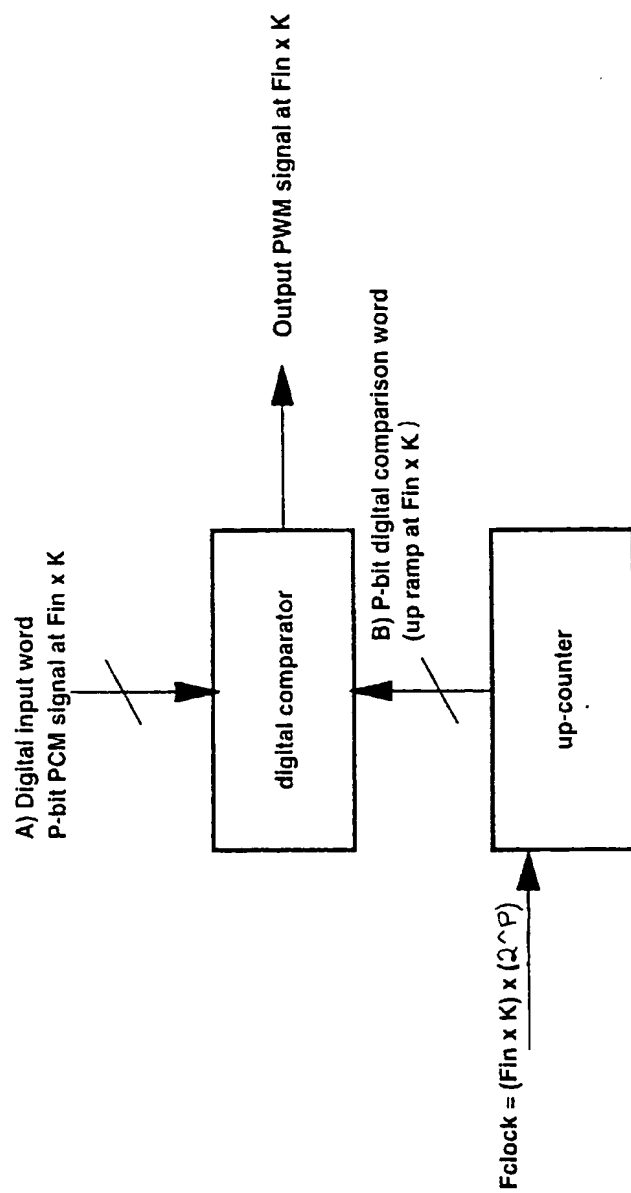 A) Digital input word
P-bit PCM signal at Fin x K
digital comparator
Output PWM signal at Fin x K
B) P-bit digital comparison word
(up ramp at Fin x K )
up-counter
Fclock = (Fin x K) x (2^P)